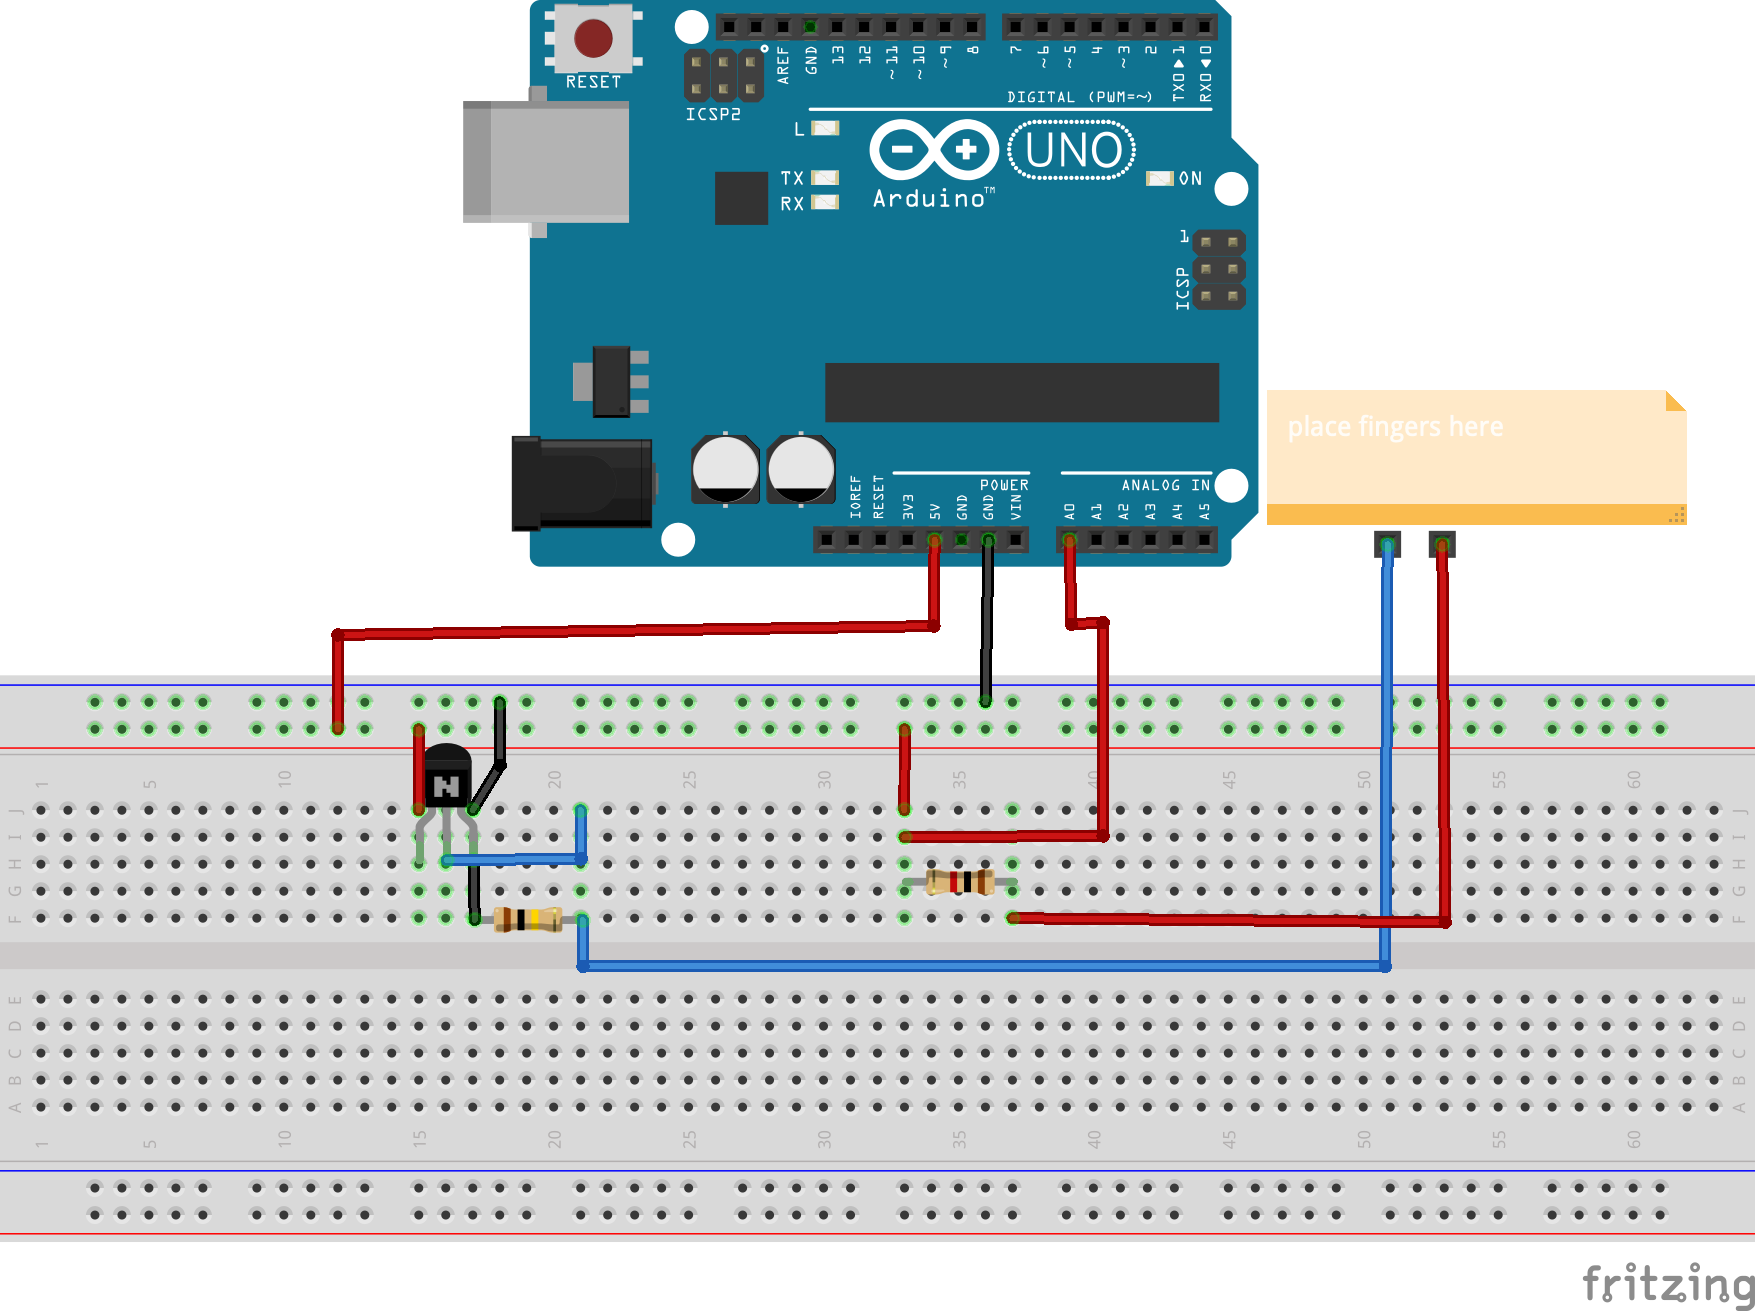 RESET
ICSP2
AREF
GND
13
12
~11
~10
~9
8
7
~6
~5
4
~3
2
TX0▶1
RX0◀0
DIGITAL (PWM=~)
L
TX
RX
UNO
Arduino™
ON
1
ICSP
place fingers here
POWER
ANALOG IN
IOREF
RESET
3V3
5V
GND
GND
VIN
A0
A1
A2
A3
A4
A5
N
1 5 10 15 20 25 30 35 40 45 50 55 60
J J
I I
H H
G G
F F
E E
D D
C C
B B
A A
1 5 10 15 20 25 30 35 40 45 50 55 60
fritzing